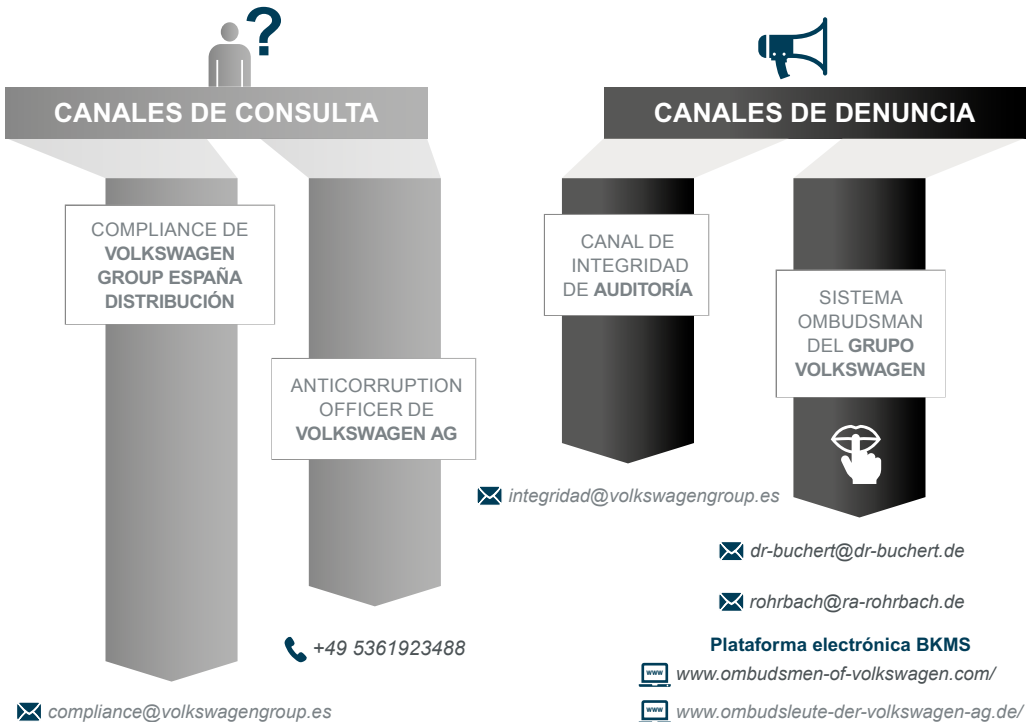 ?
CANALES DE CONSULTA
COMPLIANCE DE
VOLKSWAGEN
GROUP ESPAÑA
DISTRIBUCIÓN
compliance@volkswagengroup.es
ANTICORRUPTION
OFFICER DE
VOLKSWAGEN AG
+49 5361923488
CANALES DE DENUNCIA
CANAL DE
INTEGRIDAD
DE AUDITORÍA
integridad@volkswagengroup.es
SISTEMA
OMBUDSMAN
DEL GRUPO
VOLKSWAGEN
dr-buchert@dr-buchert.de
rohrbach@ra-rohrbach.de
Plataforma electrónica BKMS
www www.ombudsmen-of-volkswagen.com/
www www.ombudsleute-der-volkswagen-ag.de/